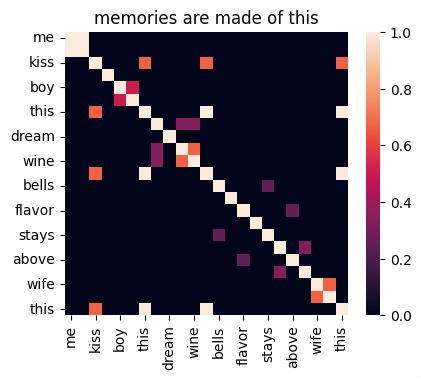 memories are made of this
me
kiss
boy
this
dream
wine
bells
flavor
stays
above
wife
this
me
kiss
boy
this
dream
wine
bells
flavor
stays
above
wife
this
1.0
0.8
0.6
0.4
0.2
0.0